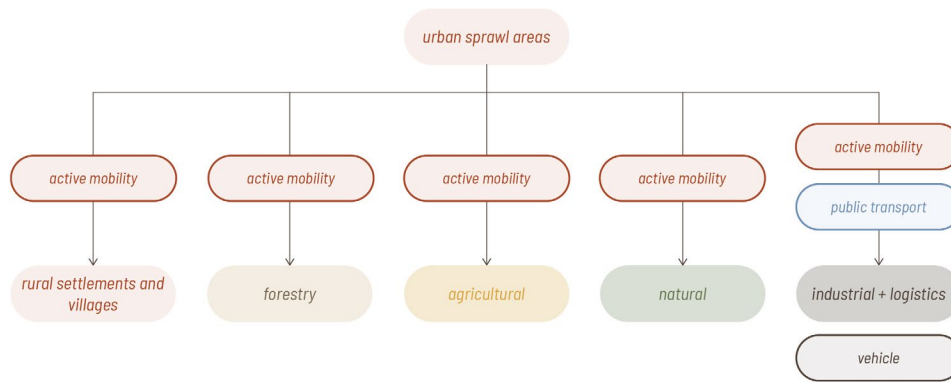 urban sprawl areas
active mobility
active mobility
active mobility
active mobility
active mobility
public transport
rural settlements and
villages
forestry
agricultural
natural
industrial + logistics
vehicle